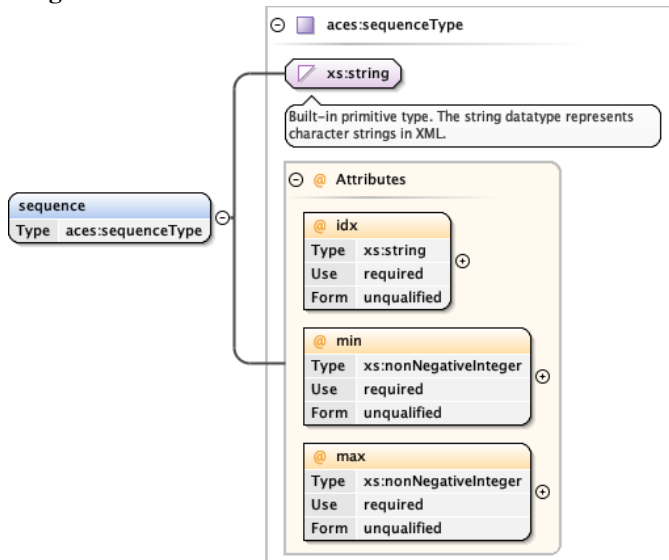 aces:sequenceType
xs:string
Built-in primitive type. The string datatype represents
character strings in XML.
@ Attributes
sequence
Type aces:sequenceType
@ idx
Type xs:string
Use required
Form unqualified
@ min
Type xs:nonNegativeInteger
Use required
Form unqualified
@ max
Type xs:nonNegativeInteger
Use required
Form unqualified